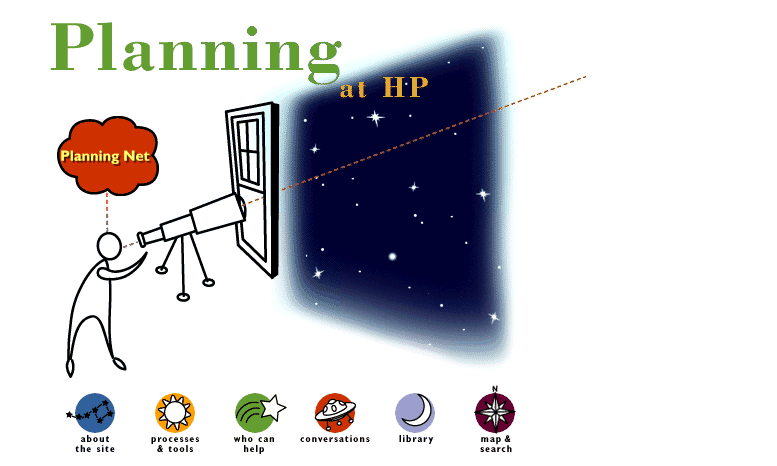 Planning
at HP
Planning Net
N
about
the site
processes
& tools
who can
help
conversations
library
map &
search